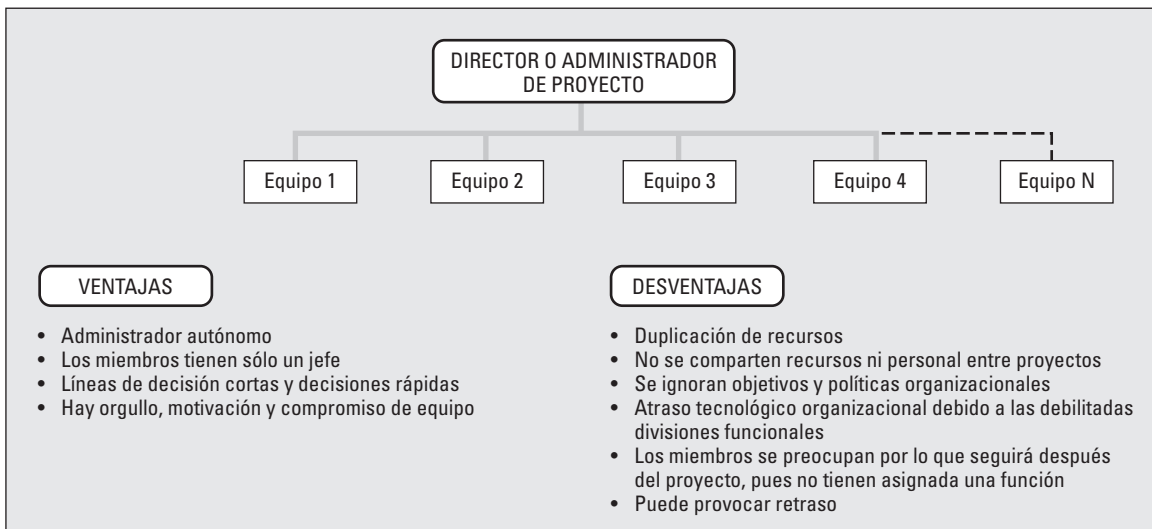 DIRECTOR O ADMINISTRADOR
DE PROYECTO
Equipo 1
Equipo 2
Equipo 3
Equipo 4
Equipo N
VENTAJAS
• Administrador autónomo
• Los miembros tienen sólo un jefe
• Líneas de decisión cortas y decisiones rápidas
• Hay orgullo, motivación y compromiso de equipo
DESVENTAJAS
• Duplicación de recursos
• No se comparten recursos ni personal entre proyectos
• Se ignoran objetivos y políticas organizacionales
• Atraso tecnológico organizacional debido a las debilitadas
divisiones funcionales
• Los miembros se preocupan por lo que seguirá después
del proyecto, pues no tienen asignada una función
• Puede provocar retraso